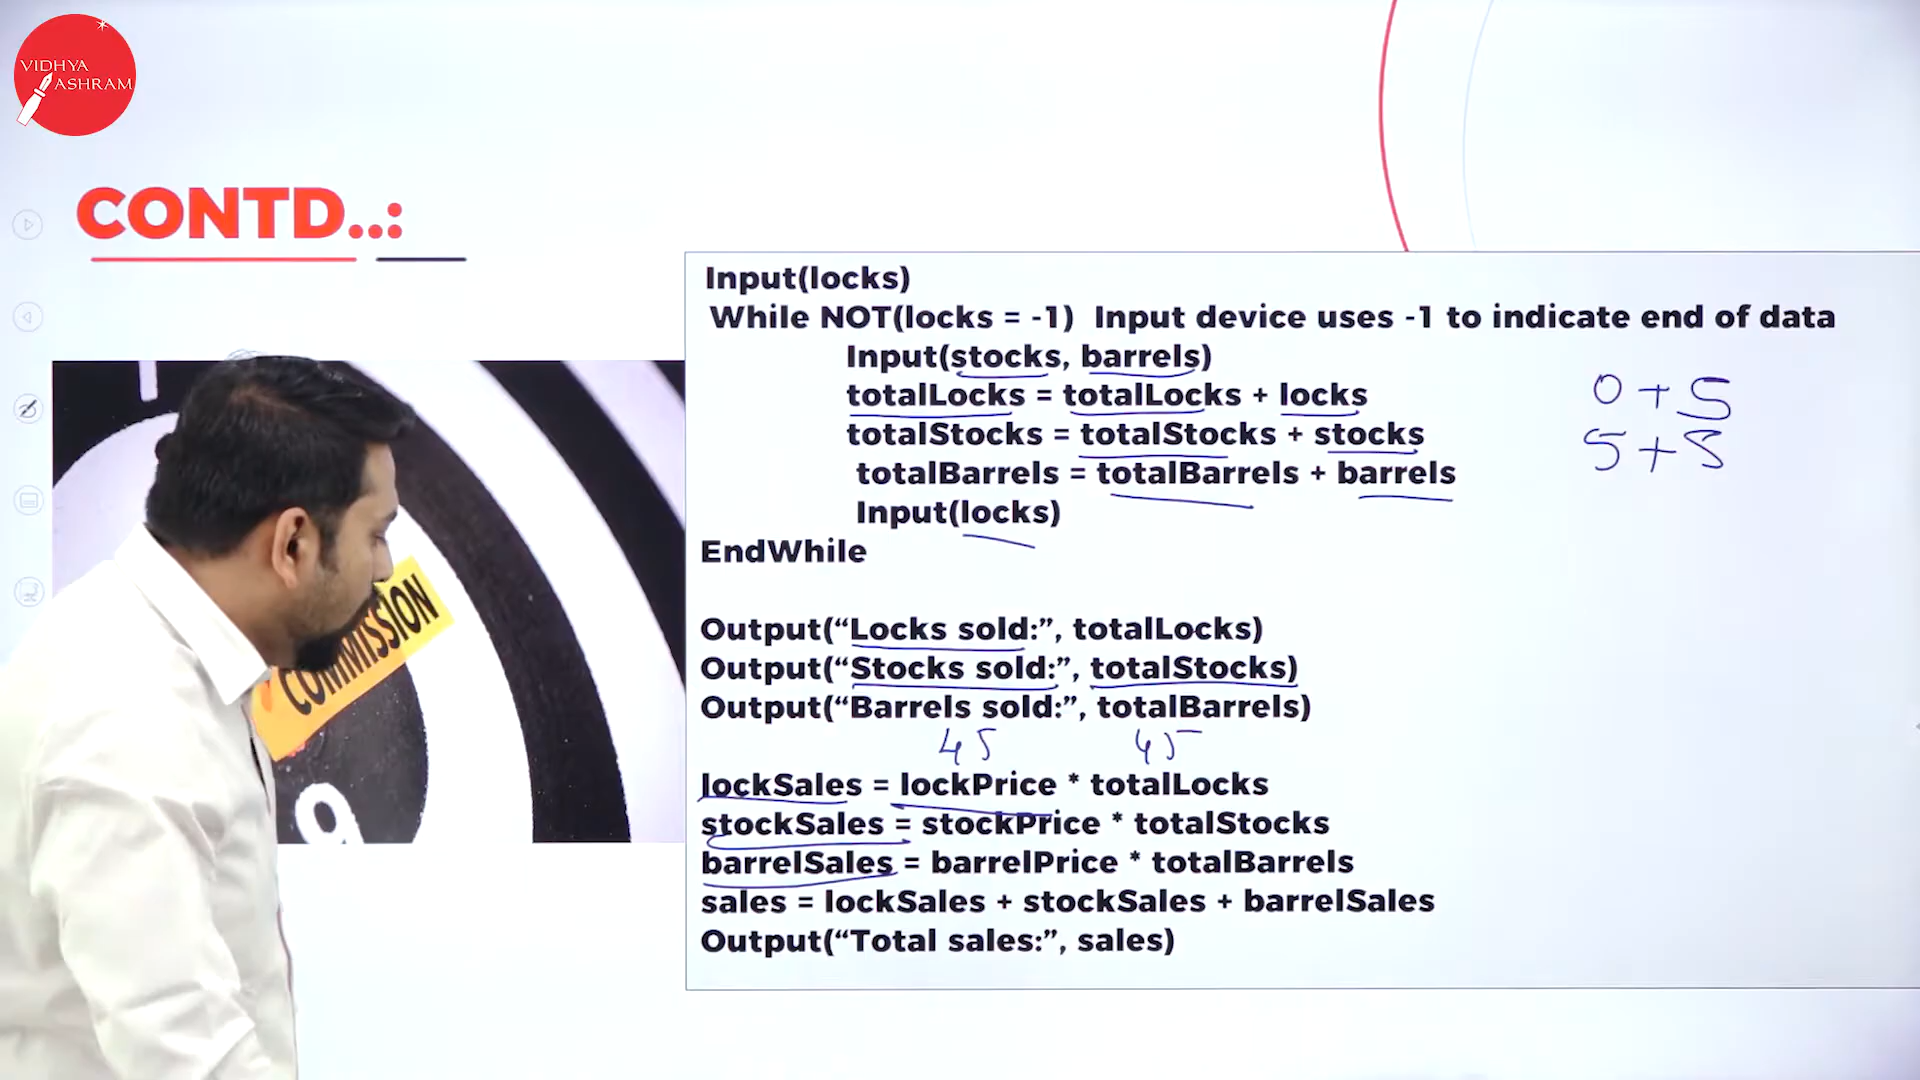 VIDHYA
ASHRAM
CONTD..:
Input(locks)
While NOT(locks = -1) Input device uses -1 to indicate end of data
Input(stocks, barrels)
totalLocks = totalLocks + locks
0 + 5
totalStocks = totalStocks + stocks
5 + 5
totalBarrels = totalBarrels + barrels
Input(locks)
EndWhile
COMMISSION
Output(“Locks sold:”, totalLocks)
Output(“Stocks sold:”, totalStocks)
Output(“Barrels sold:”, totalBarrels)
45 45
lockSales = lockPrice * totalLocks
stockSales = stockPrice * totalStocks
barrelSales = barrelPrice * totalBarrels
sales = lockSales + stockSales + barrelSales
Output(“Total sales:”, sales)
9